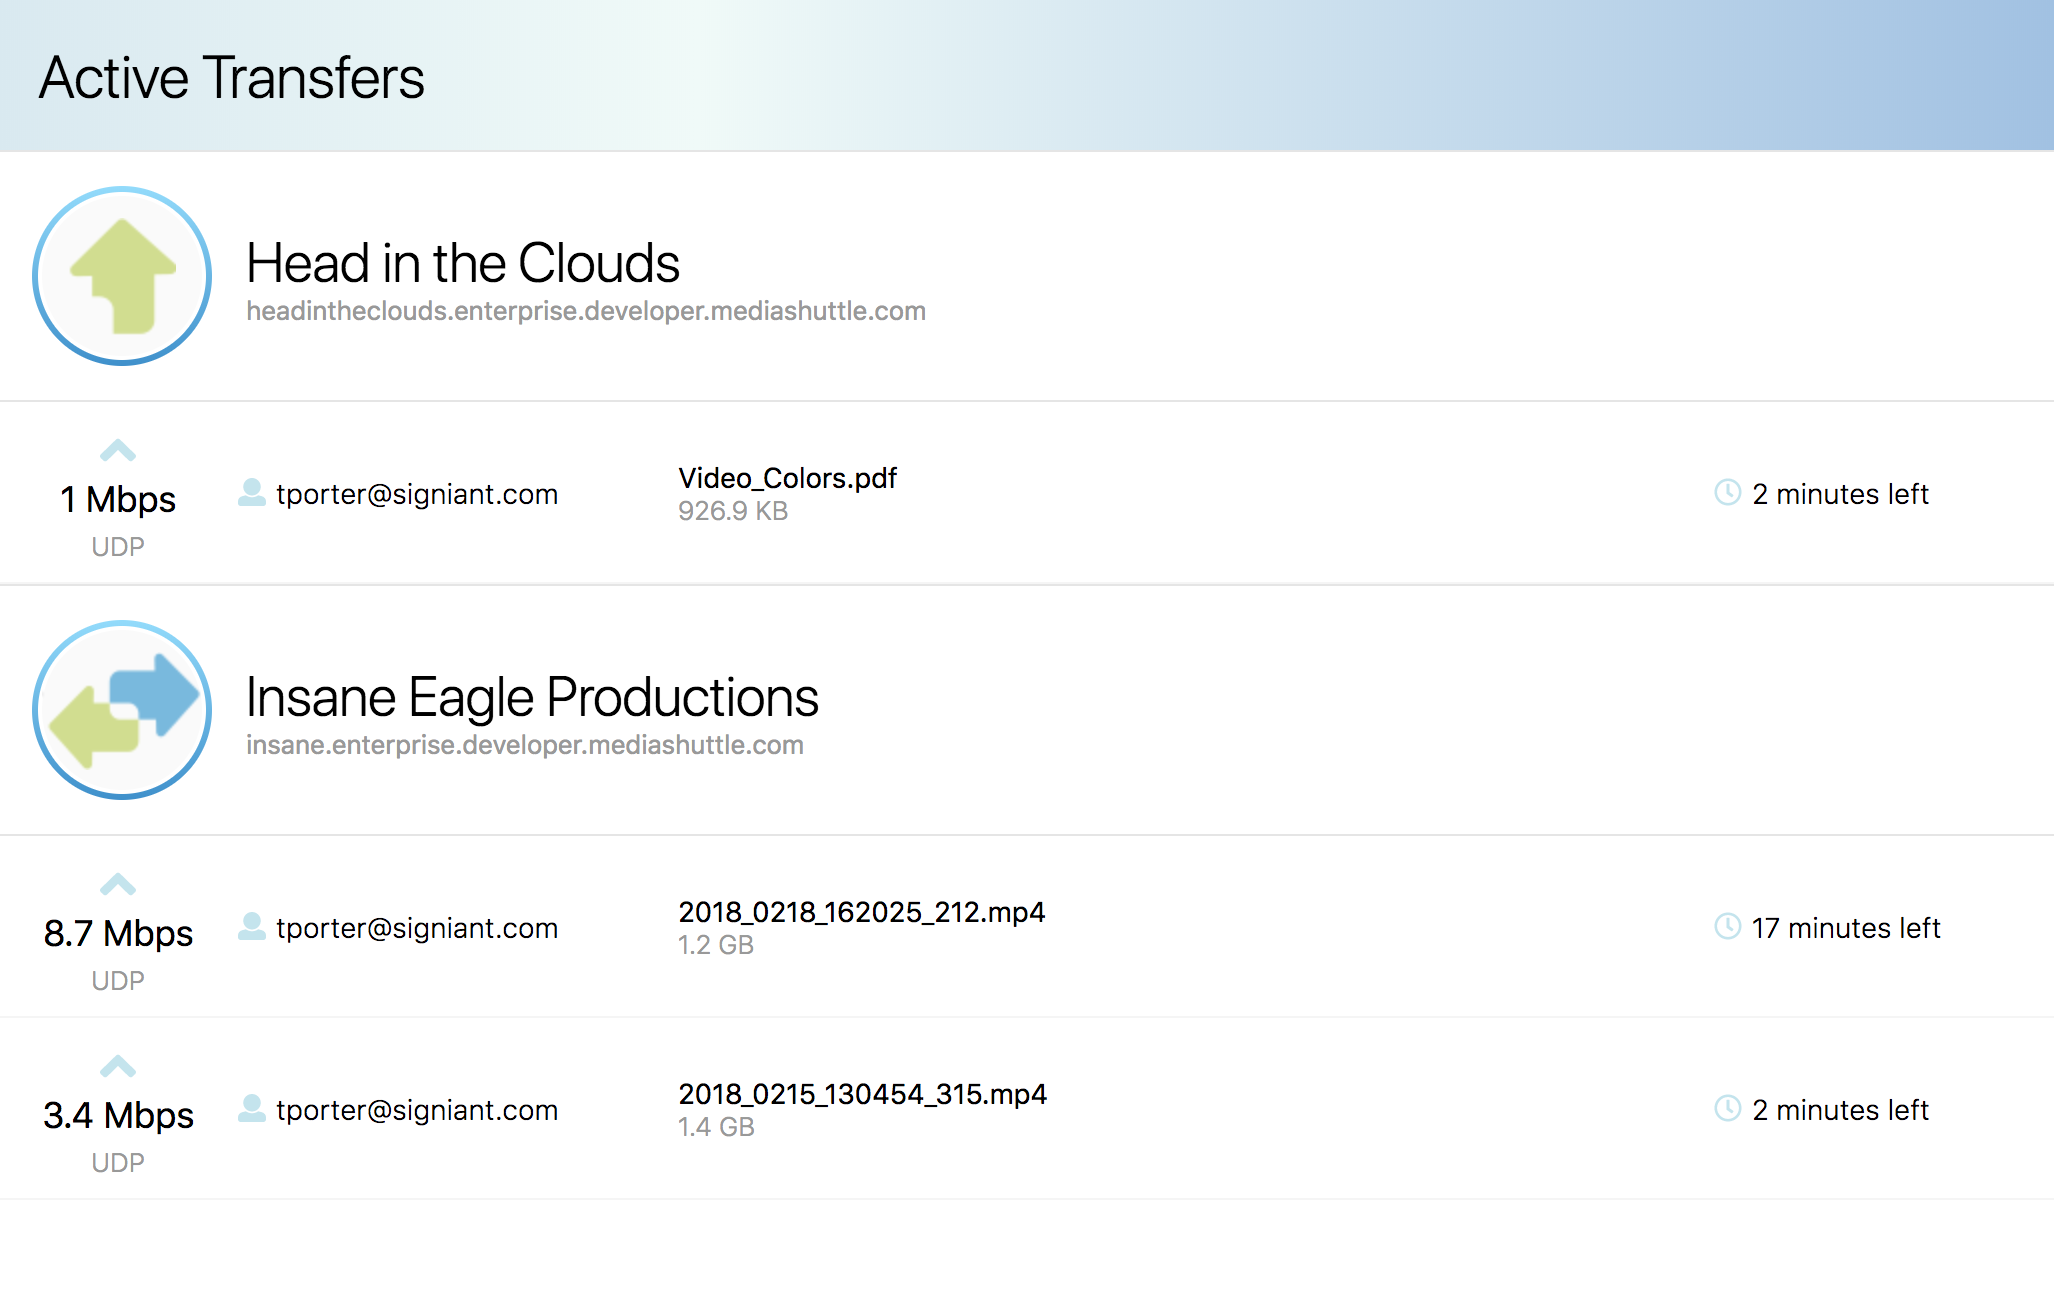 Active Transfers
Head in the Clouds
headintheclouds.enterprise.developer.mediashuttle.com
1 Mbps
UDP
tporter@signiant.com
Video_Colors.pdf
926.9 KB
2 minutes left
Insane Eagle Productions
insane.enterprise.developer.mediashuttle.com
8.7 Mbps
UDP
tporter@signiant.com
2018_0218_162025_212.mp4
1.2 GB
17 minutes left
3.4 Mbps
UDP
tporter@signiant.com
2018_0215_130454_315.mp4
1.4 GB
2 minutes left